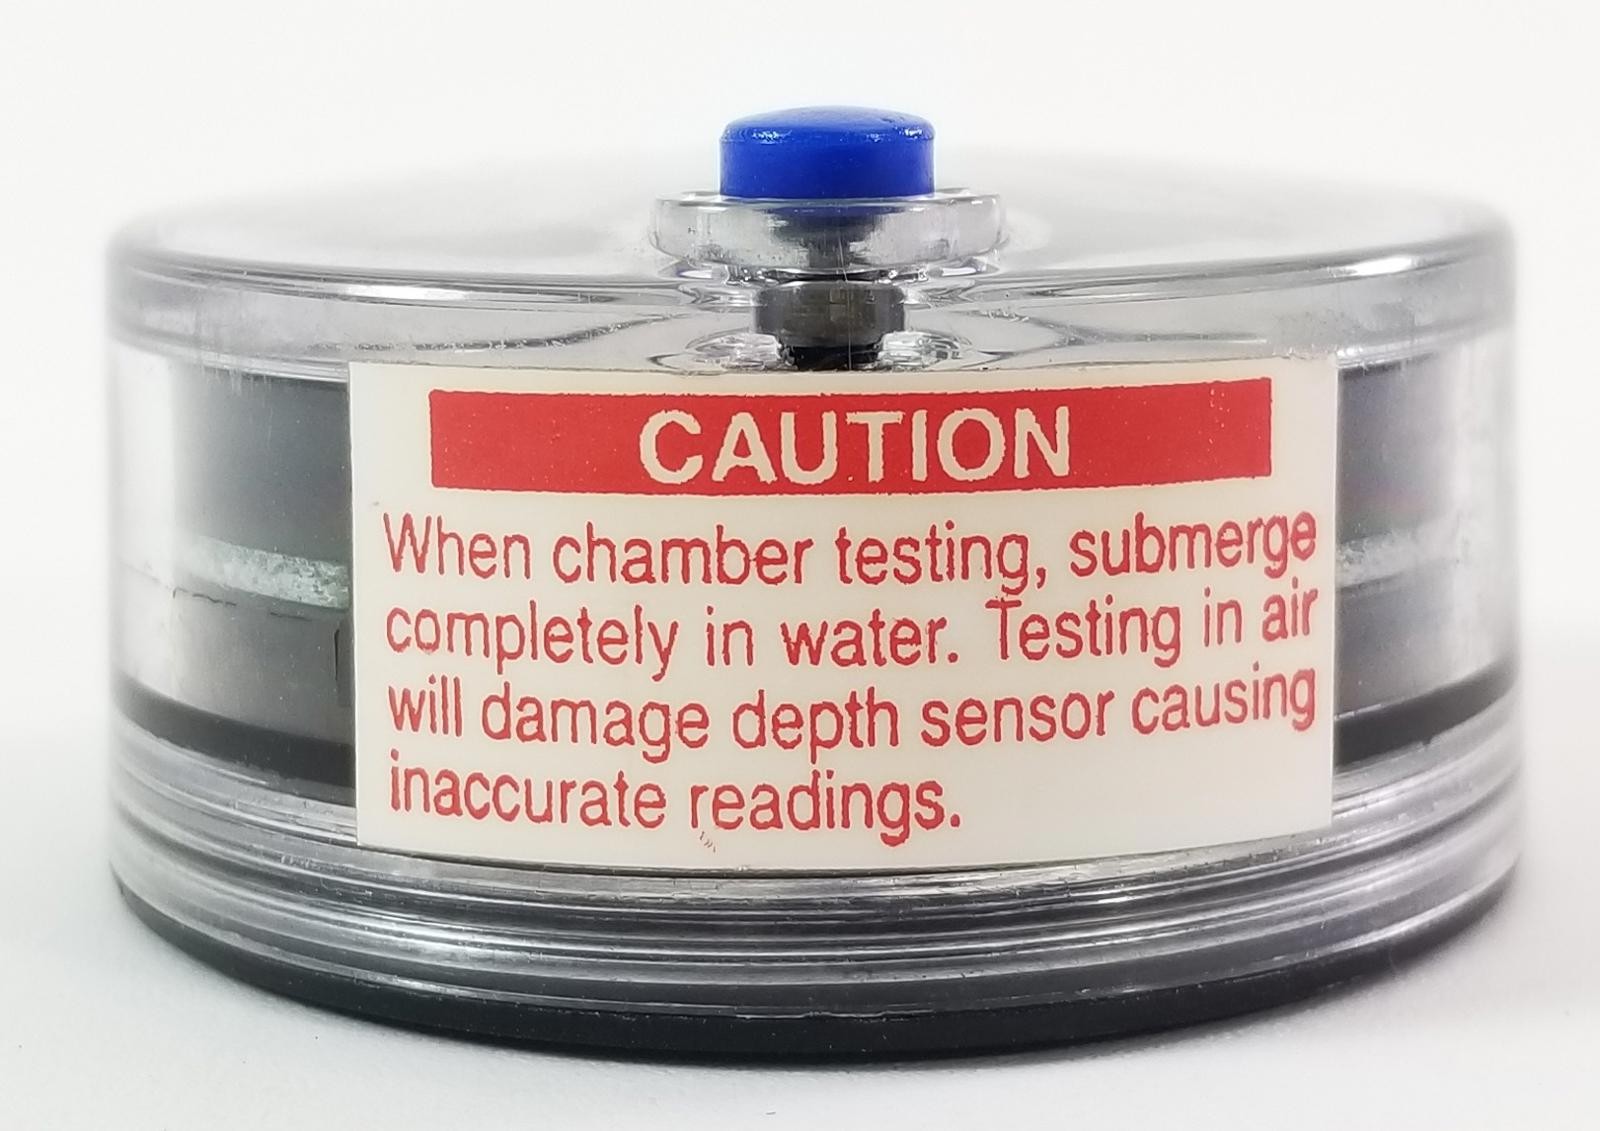 CAUTION
When chamber testing, submerge
completely in water. Testing in air
will damage depth sensor causing
inaccurate readings.